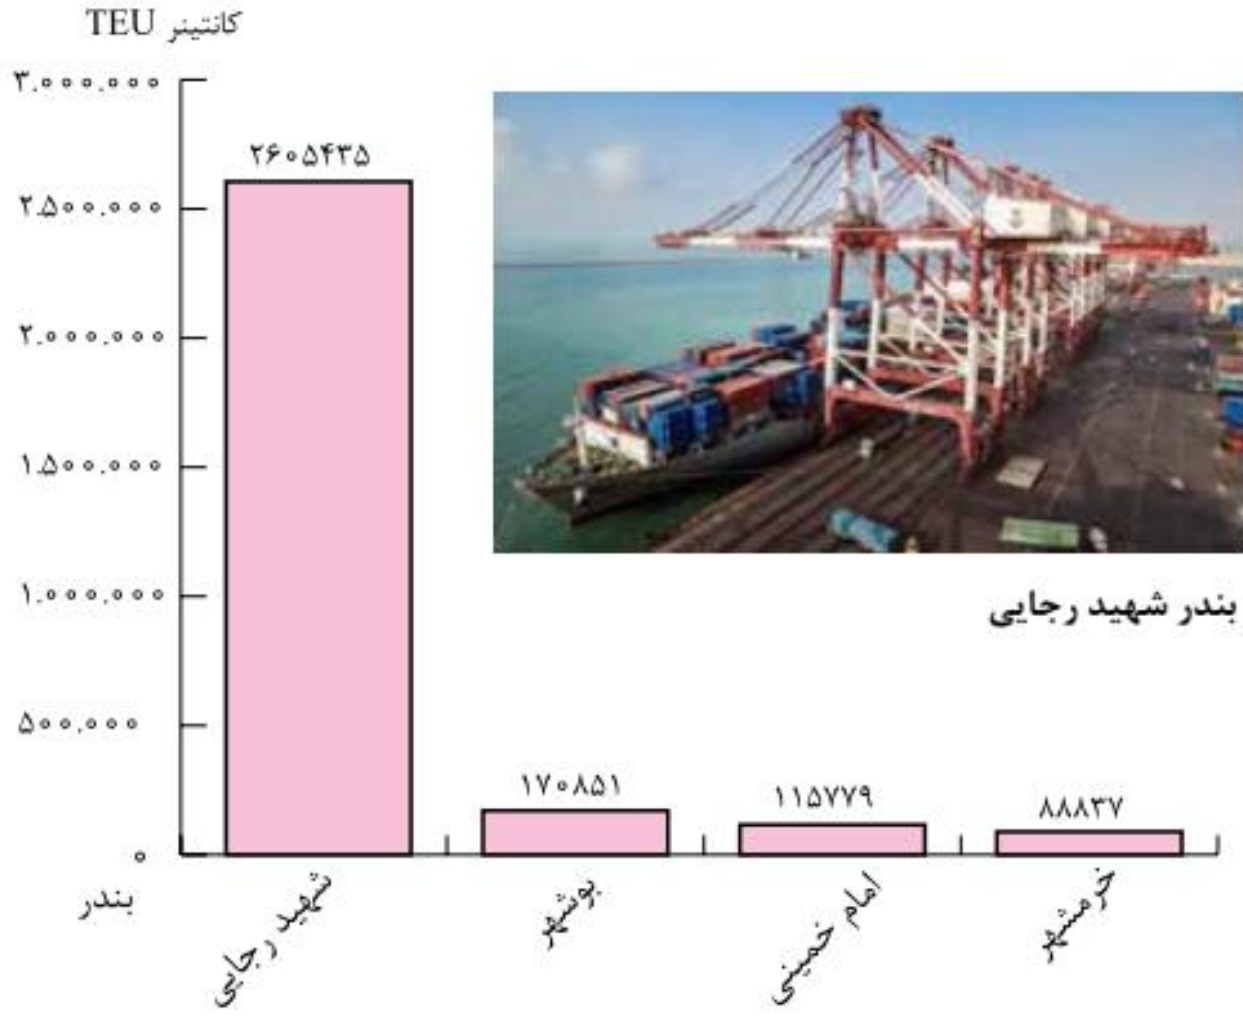 کانتینر TEU
۳.۰۰۰.۰۰۰
۲۶۰۵۴۳۵
۲.۵۰۰.۰۰۰
۲.۰۰۰.۰۰۰
۱.۵۰۰.۰۰۰
۱.۰۰۰.۰۰۰
بندر شهید رجایی
۵۰۰.۰۰۰
۱۷۰۸۵۱
۱۱۵۷۷۹
۸۸۸۳۷
۰
بندر
شهید رجایی
بوشهر
امام خمینی
خرمشهر